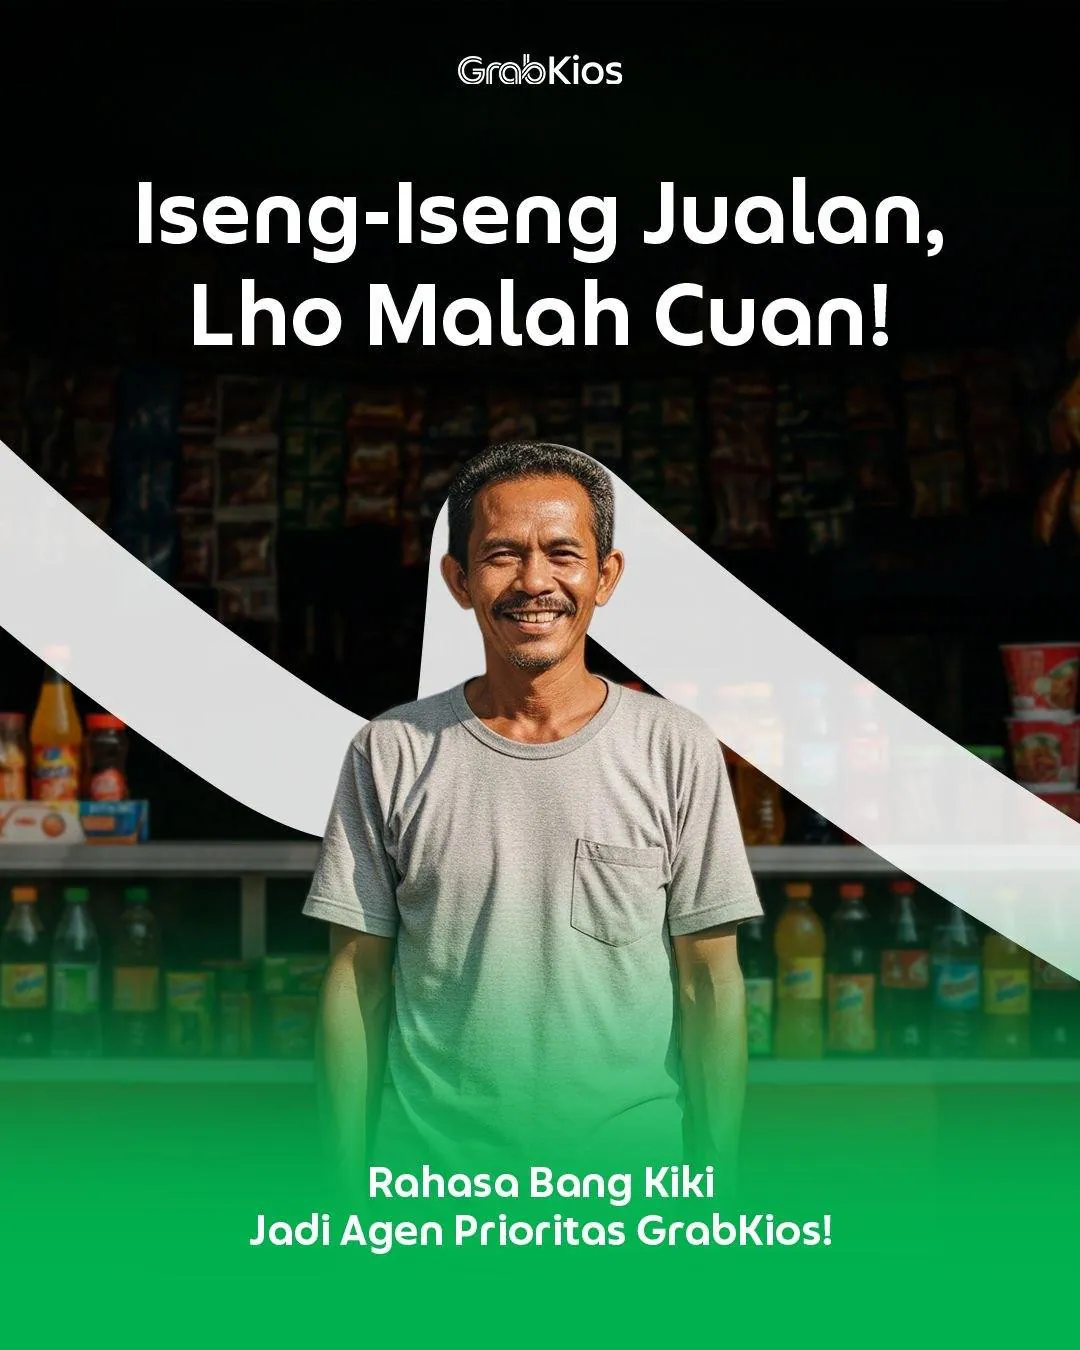 GrabKios
Iseng-Iseng Jualan,
Lho Malah Cuan!
Rahasa Bang Kiki
Jadi Agen Prioritas GrabKios!